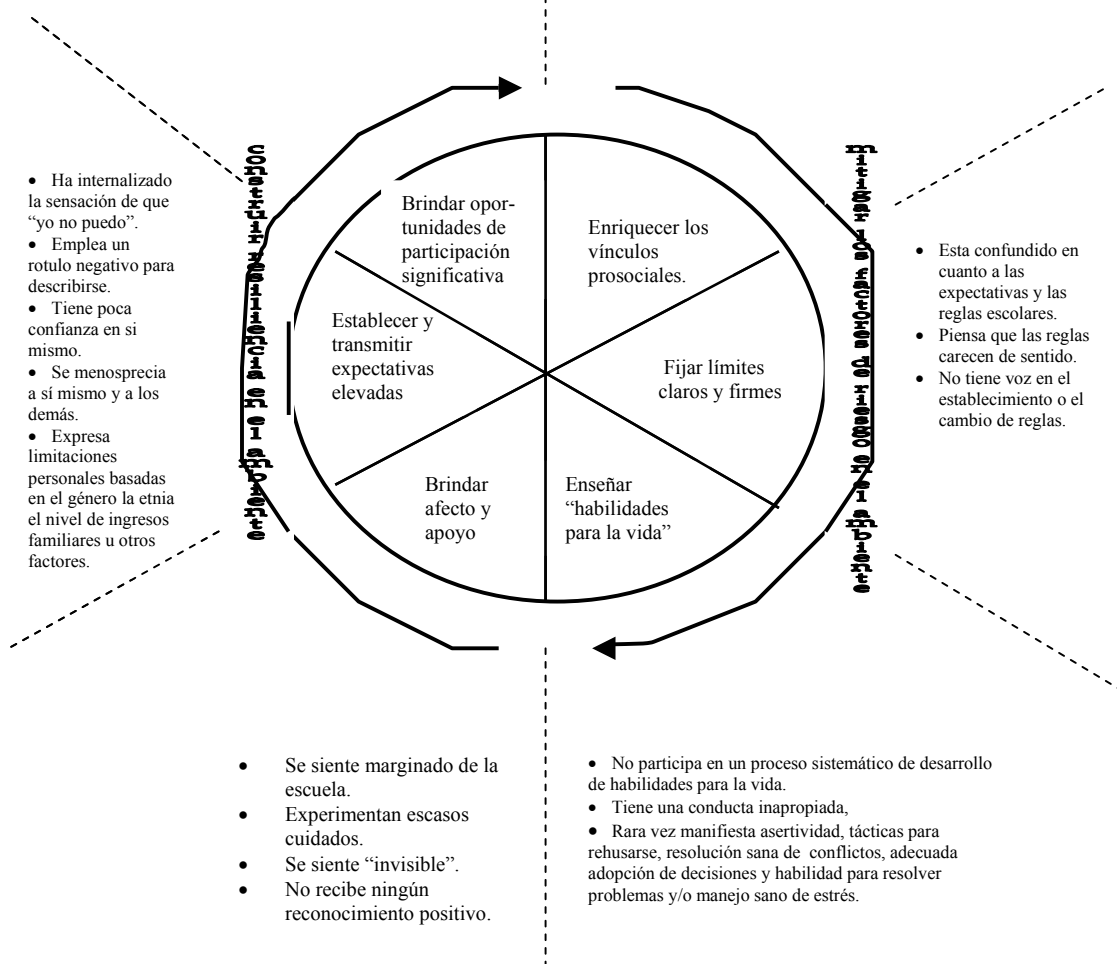 Brindar opor-
tunidades de
participación
significativa
Enriquecer los
vínculos
prosociales.
Establecer y
transmitir
expectativas
elevadas
Fijar límites
claros y firmes
Brindar
afecto y
apoyo
Enseñar
“habilidades
para la vida”
construir resiliencia en el ambiente
mitigar los factores de riesgo en el ambiente
• Ha internalizado
la sensación de que
“yo no puedo”.
• Emplea un
rotulo negativo para
describirse.
• Tiene poca
confianza en si
mismo.
• Se menosprecia
a sí mismo y a los
demás.
• Expresa
limitaciones
personales basadas
en el género la etnia
el nivel de ingresos
familiares u otros
factores.
• Esta confundido en
cuanto a las
expectativas y las
reglas escolares.
• Piensa que las reglas
carecen de sentido.
• No tiene voz en el
establecimiento o el
cambio de reglas.
• Se siente marginado de la
escuela.
• Experimentan escasos
cuidados.
• Se siente “invisible”.
• No recibe ningún
reconocimiento positivo.
• No participa en un proceso sistemático de desarrollo
de habilidades para la vida.
• Tiene una conducta inapropiada,
• Rara vez manifiesta asertividad, tácticas para
rehusarse, resolución sana de conflictos, adecuada
adopción de decisiones y habilidad para resolver
problemas y/o manejo sano de estrés.